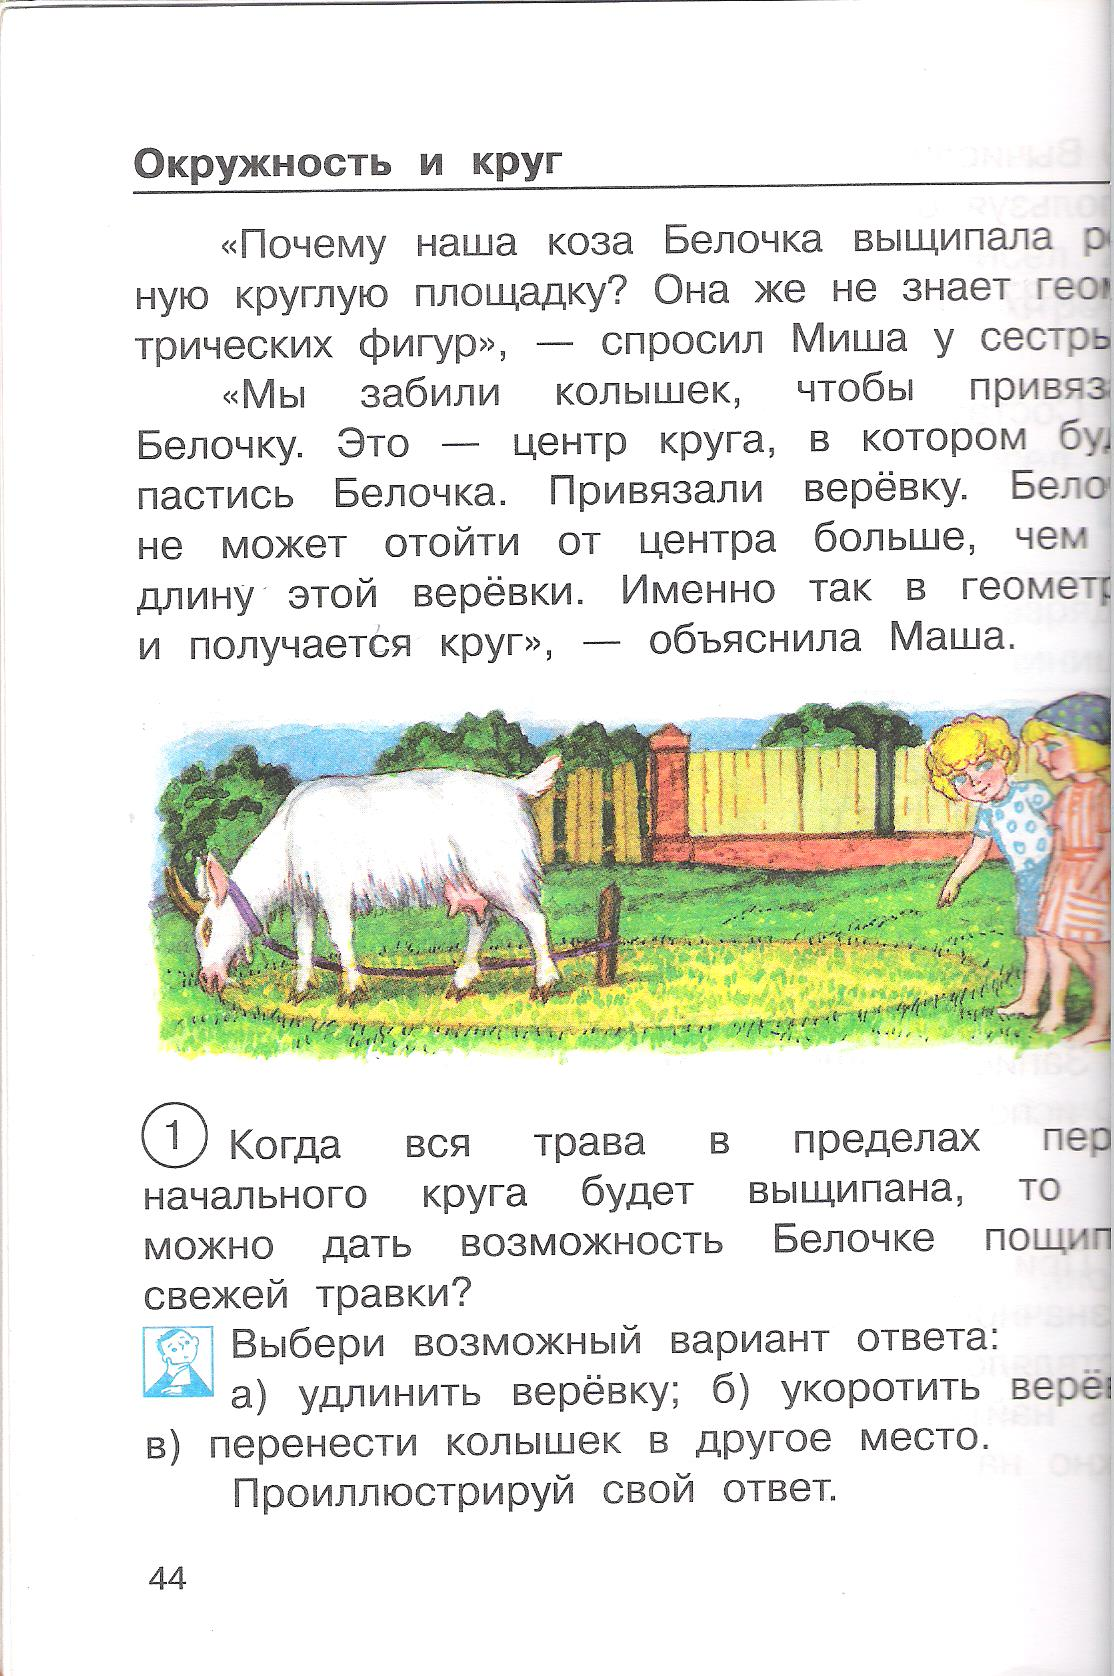 Окружность и круг
«Почему наша коза Белочка выщипала
ную круглую площадку? Она же не знает
трических фигур», — спросил Миша у
«Мы забили колышек, чтобы
Белочку. Это — центр круга, в котором
пастись Белочка. Привязали верёвку.
не может отойти от центра больше, чем
длину этой верёвки. Именно так в
и получается круг», — объяснила Маша.
1 Когда вся трава в пределах
начального круга будет выщипана, то
можно дать возможность Белочке
свежей травки?
Выбери возможный вариант ответа:
а) удлинить верёвку; б) укоротить
в) перенести колышек в другое место.
Проиллюстрируй свой ответ.
44